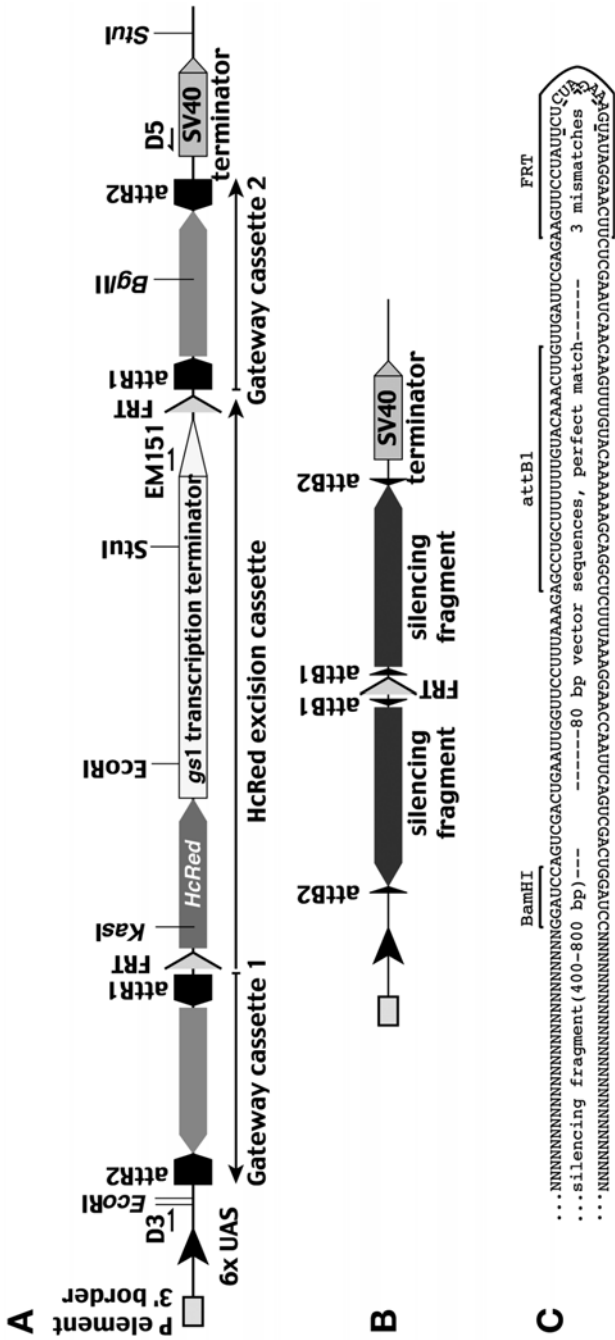 A
P element
3' border
6x UAS
D3
EcoRI
attR2
Gateway cassette 1
attR1
FRT
KasI
HcRed
EcoRI
gs1 transcription terminator
StuI
EM151
FRT
HcRed excision cassette
attR1
BglII
attR2
Gateway cassette 2
D5
SV40
terminator
StuI
B
attB2
silencing
fragment
attB1
FRT
attB1
silencing
fragment
attB2
SV40
terminator
C
BamHI
attB1
FRT
...NNNNNNNNNNNNNNNNNNNNNNNNNNGGAUCCAGUCGACUGAAUUGGUUCCUUUAAAGAGCCUGCUUUUUUGUACAAACUUGUUGAUUCGAGAAGUUCCUAUUCU
CUAGAAA
...silencing fragment(400-800 bp)--- ------80 bp vector sequences, perfect match------ 3 mismatches
NNNNNNNNNNNNNNNNNNNNNNNNNNNCCUAGGUCAGCUGACUUAACCAAGGAAAUUUCUCGGACGAAAAAACAUGUUUGAACAACUAAGCUCUUCAAGGAUAUG